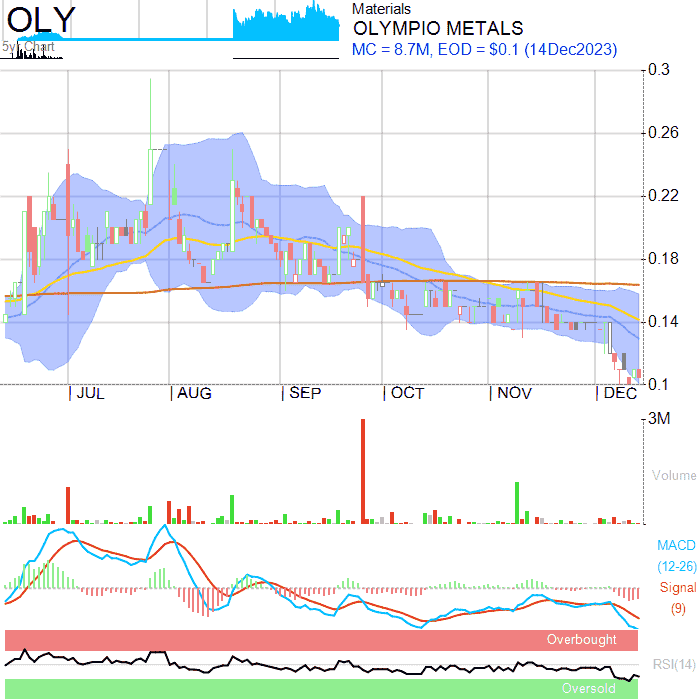 OLY
5yr Chart
Materials
OLYMPIO METALS
MC = 8.7M, EOD = $0.1 (14Dec2023)
0.3
0.26
0.22
0.18
0.14
0.1
JUL
AUG
SEP
OCT
NOV
DEC
3M
Volume
MACD
(12-26)
Signal
(9)
Overbought
RSI(14)
Oversold